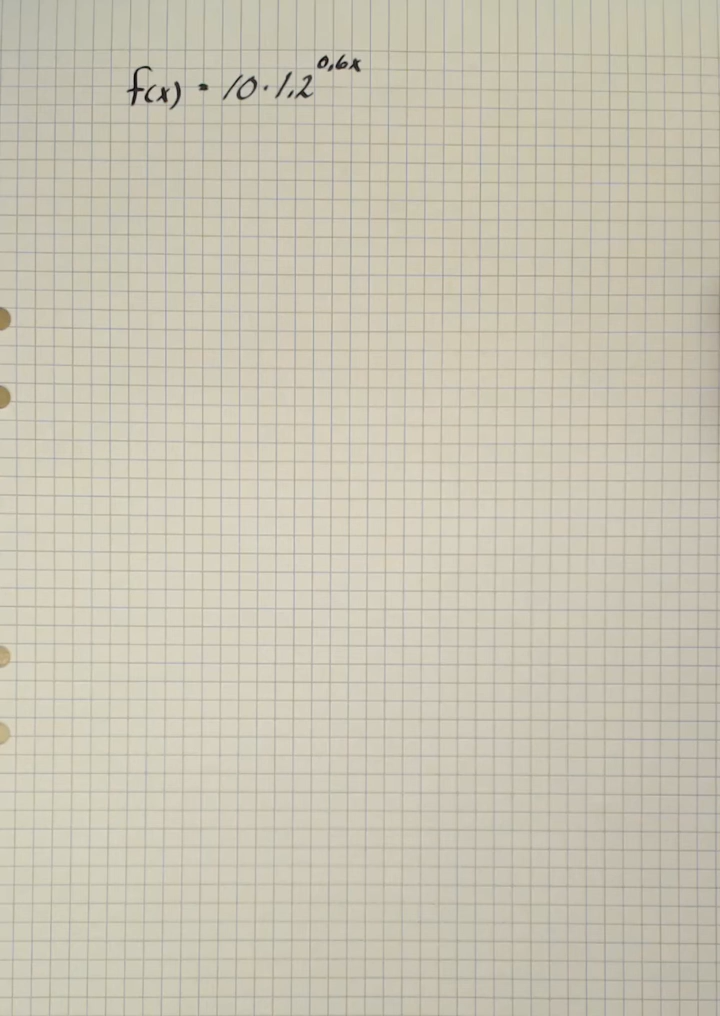 f(x) = 10 · 1,2^0,6x